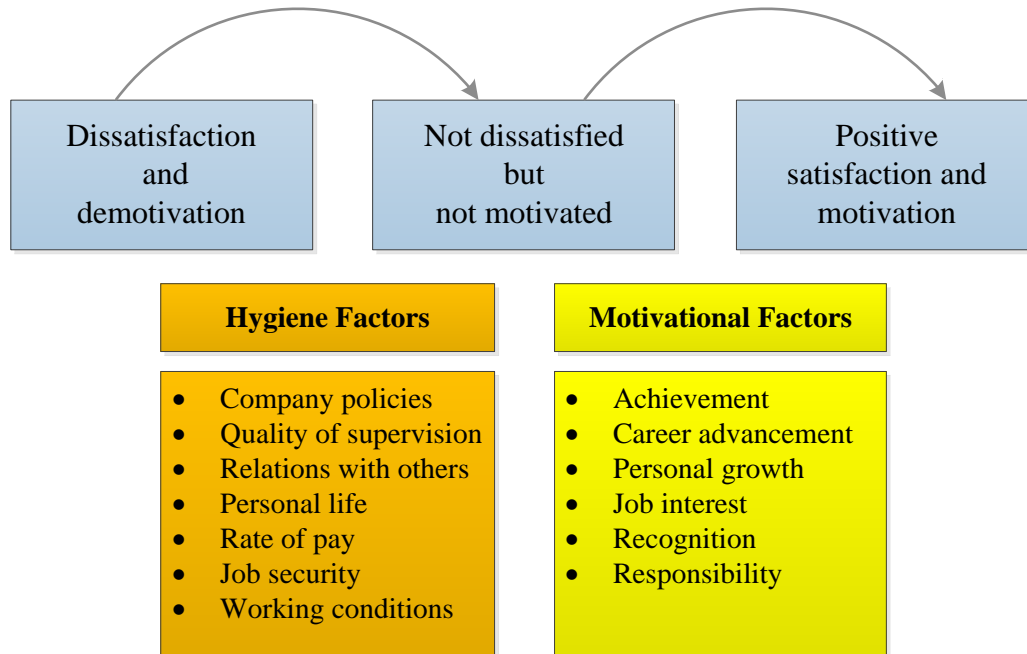 Dissatisfaction
and
demotivation
Not dissatisfied
but
not motivated
Positive
satisfaction and
motivation
Hygiene Factors
• Company policies
• Quality of supervision
• Relations with others
• Personal life
• Rate of pay
• Job security
• Working conditions
Motivational Factors
• Achievement
• Career advancement
• Personal growth
• Job interest
• Recognition
• Responsibility